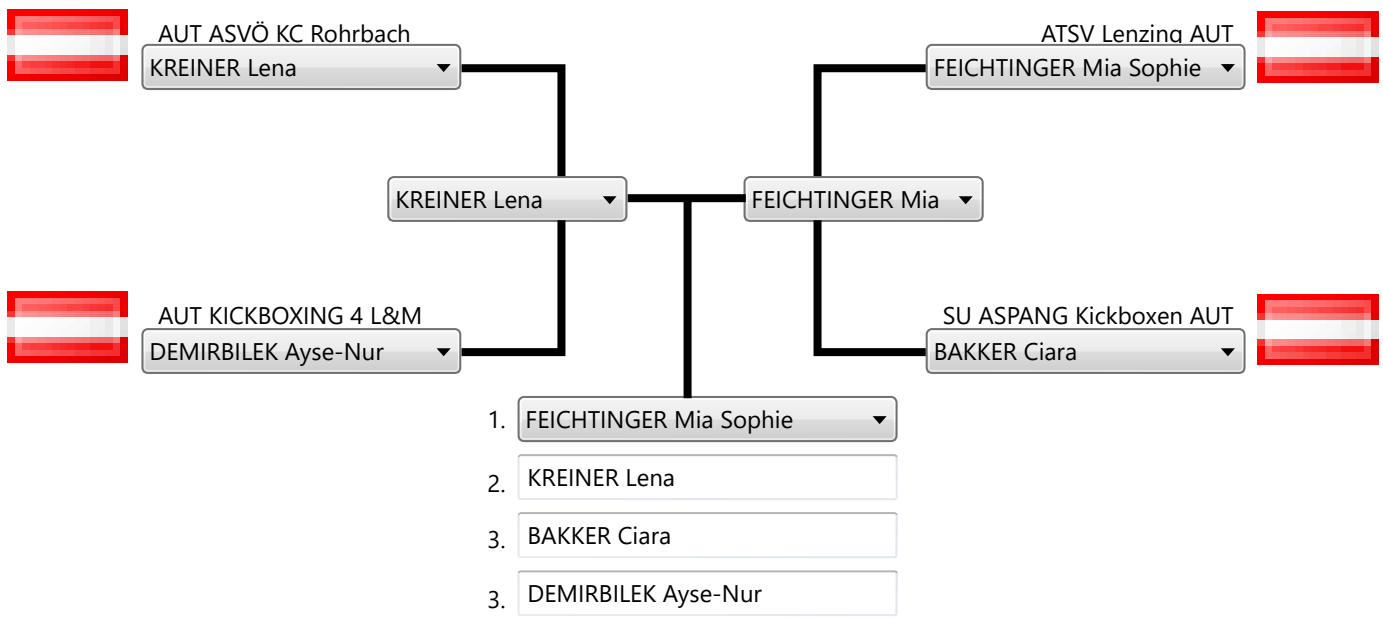 AUT ASVÖ KC Rohrbach
KREINER Lena
ATSV Lenzing AUT
FEICHTINGER Mia Sophie
KREINER Lena
FEICHTINGER Mia
AUT KICKBOXING 4 L&M
DEMIRBILEK Ayse-Nur
SU ASPANG Kickboxen AUT
BAKKER Ciara
1. FEICHTINGER Mia Sophie
2. KREINER Lena
3. BAKKER Ciara
3. DEMIRBILEK Ayse-Nur